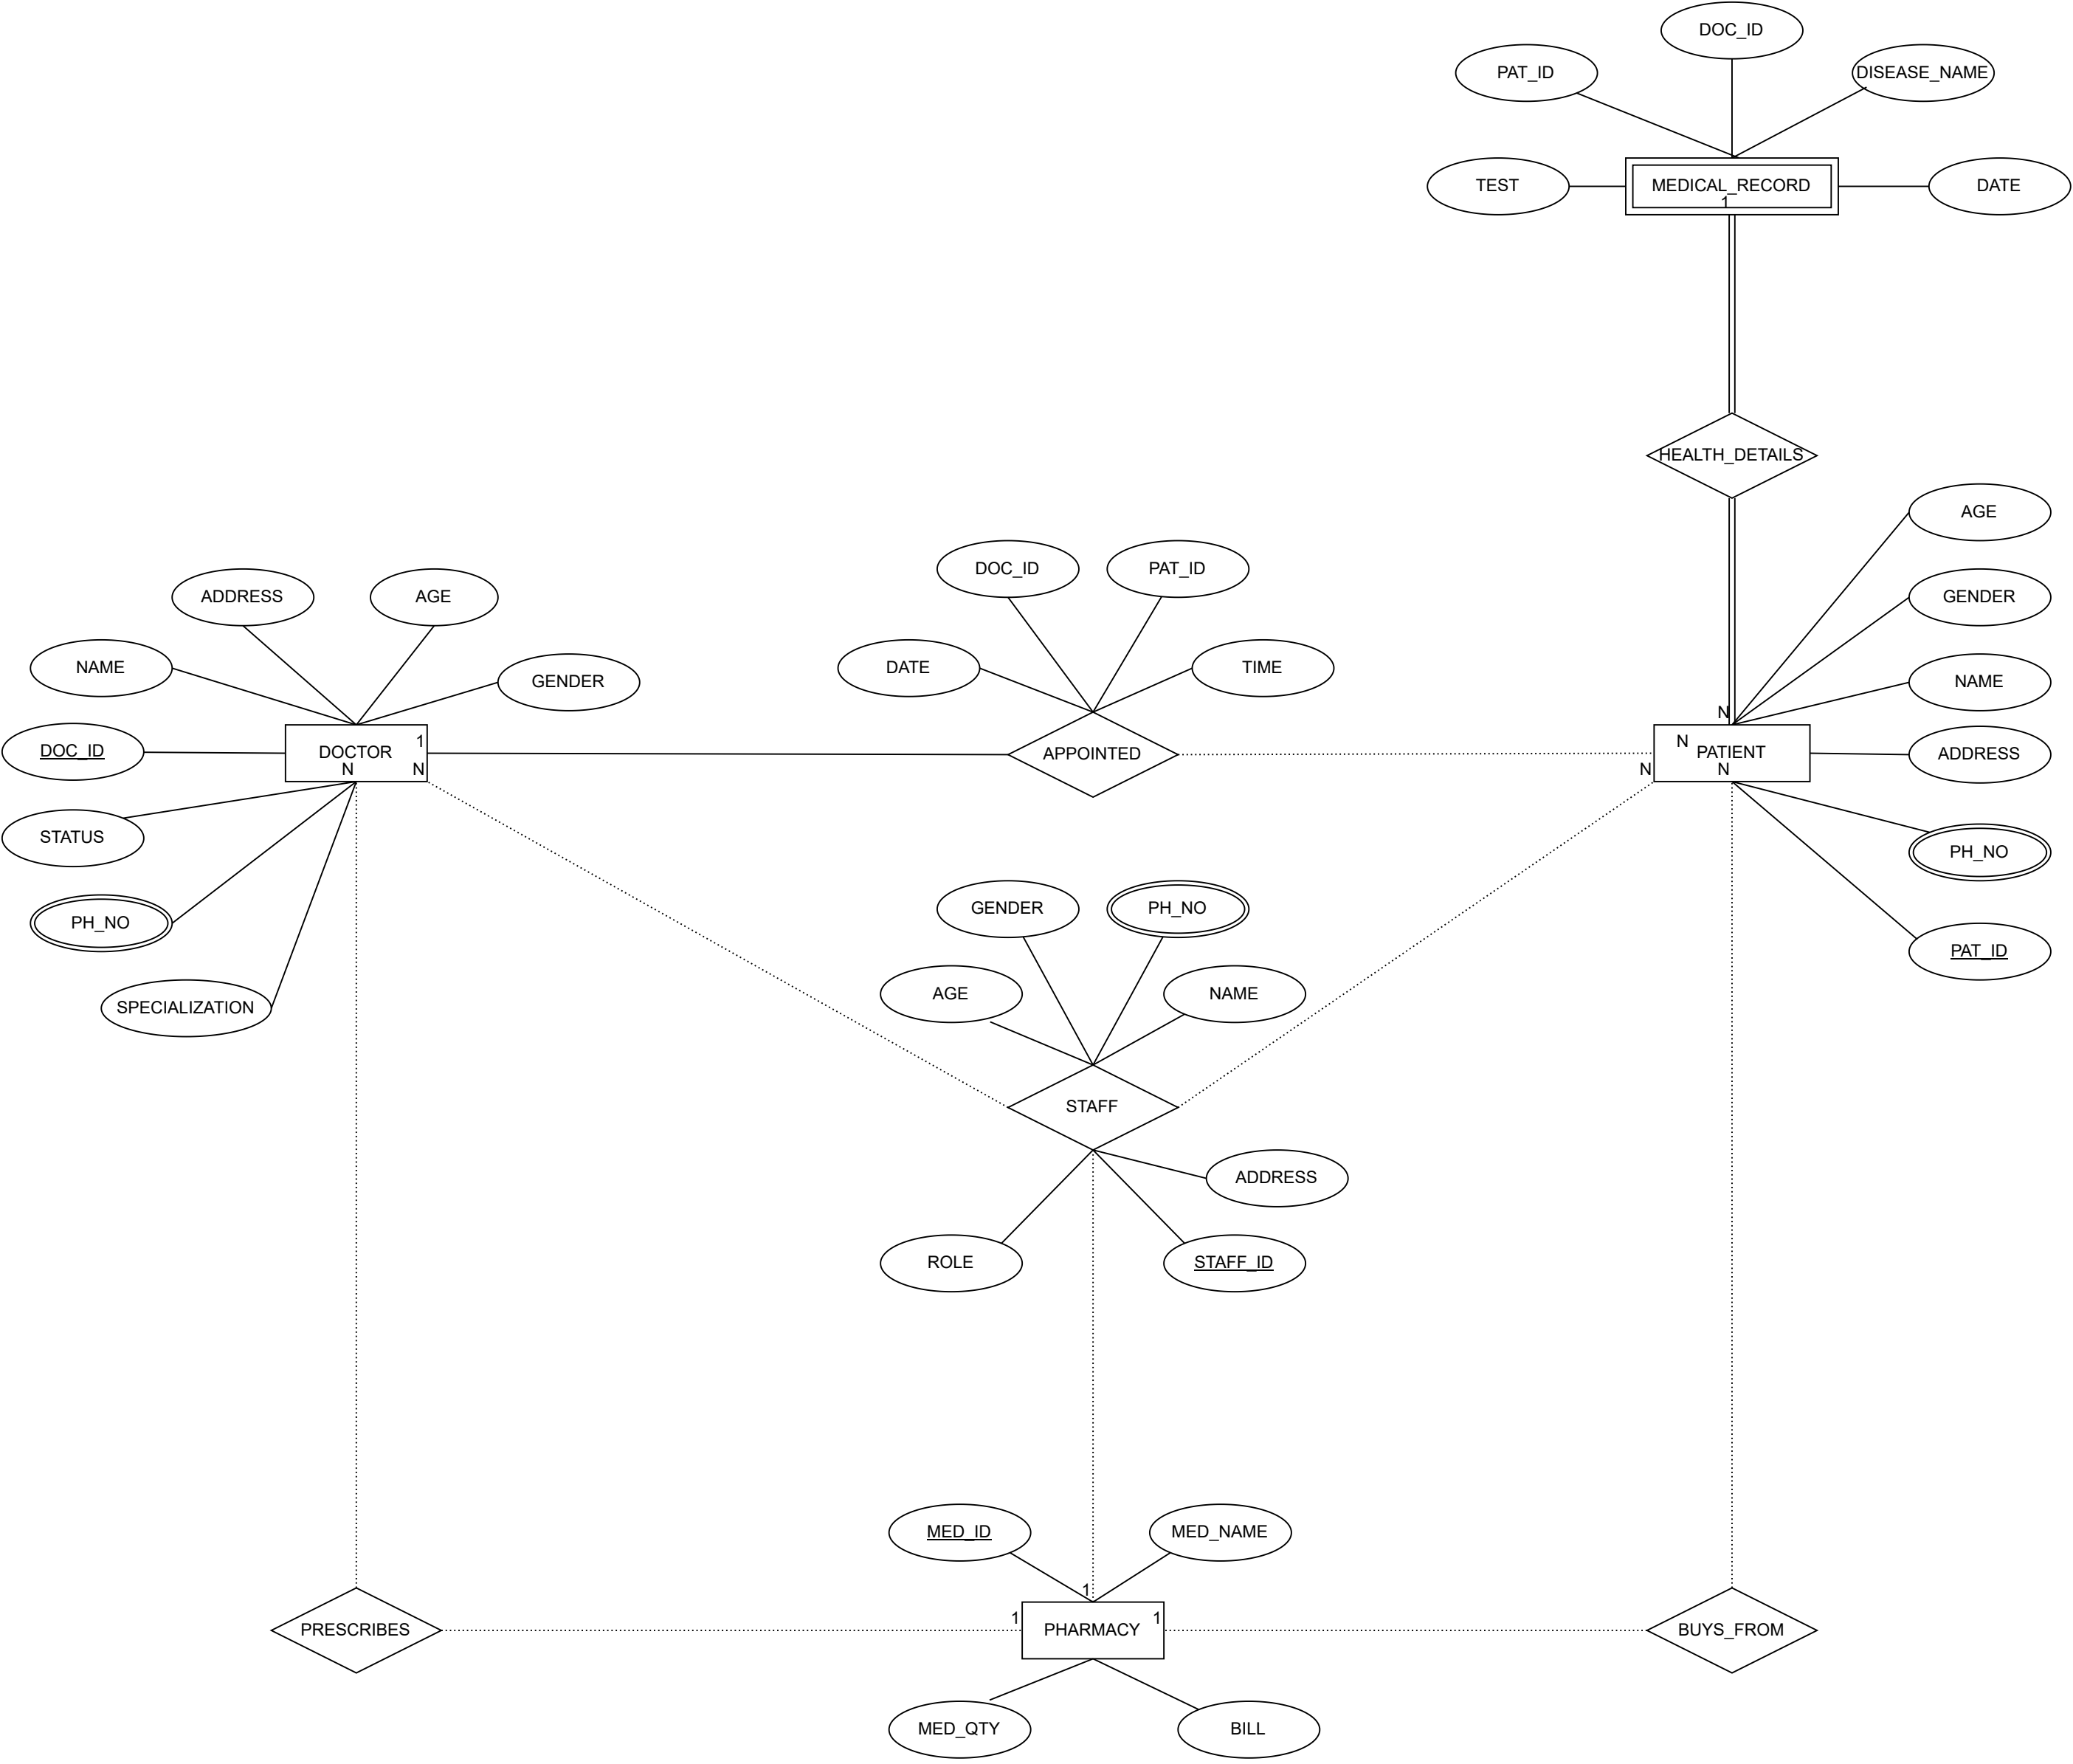 DOC_ID
PAT_ID
DISEASE_NAME
TEST
MEDICAL_RECORD
1
DATE
HEALTH_DETAILS
AGE
DOC_ID
PAT_ID
ADDRESS
AGE
GENDER
NAME
DATE
TIME
GENDER
NAME
N
DOC_ID
DOCTOR
1
N
N
APPOINTED
N
PATIENT
N
N
ADDRESS
STATUS
PH_NO
PH_NO
GENDER
PH_NO
PAT_ID
AGE
NAME
SPECIALIZATION
STAFF
ADDRESS
ROLE
STAFF_ID
MED_ID
MED_NAME
1
PRESCRIBES
1
PHARMACY
1
BUYS_FROM
MED_QTY
BILL